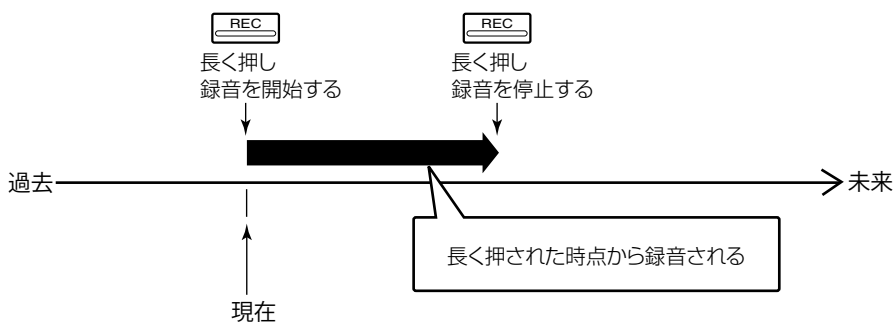 REC
長く押し
録音を開始する
REC
長く押し
録音を停止する
過去
未来
長く押された時点から録音される
現在